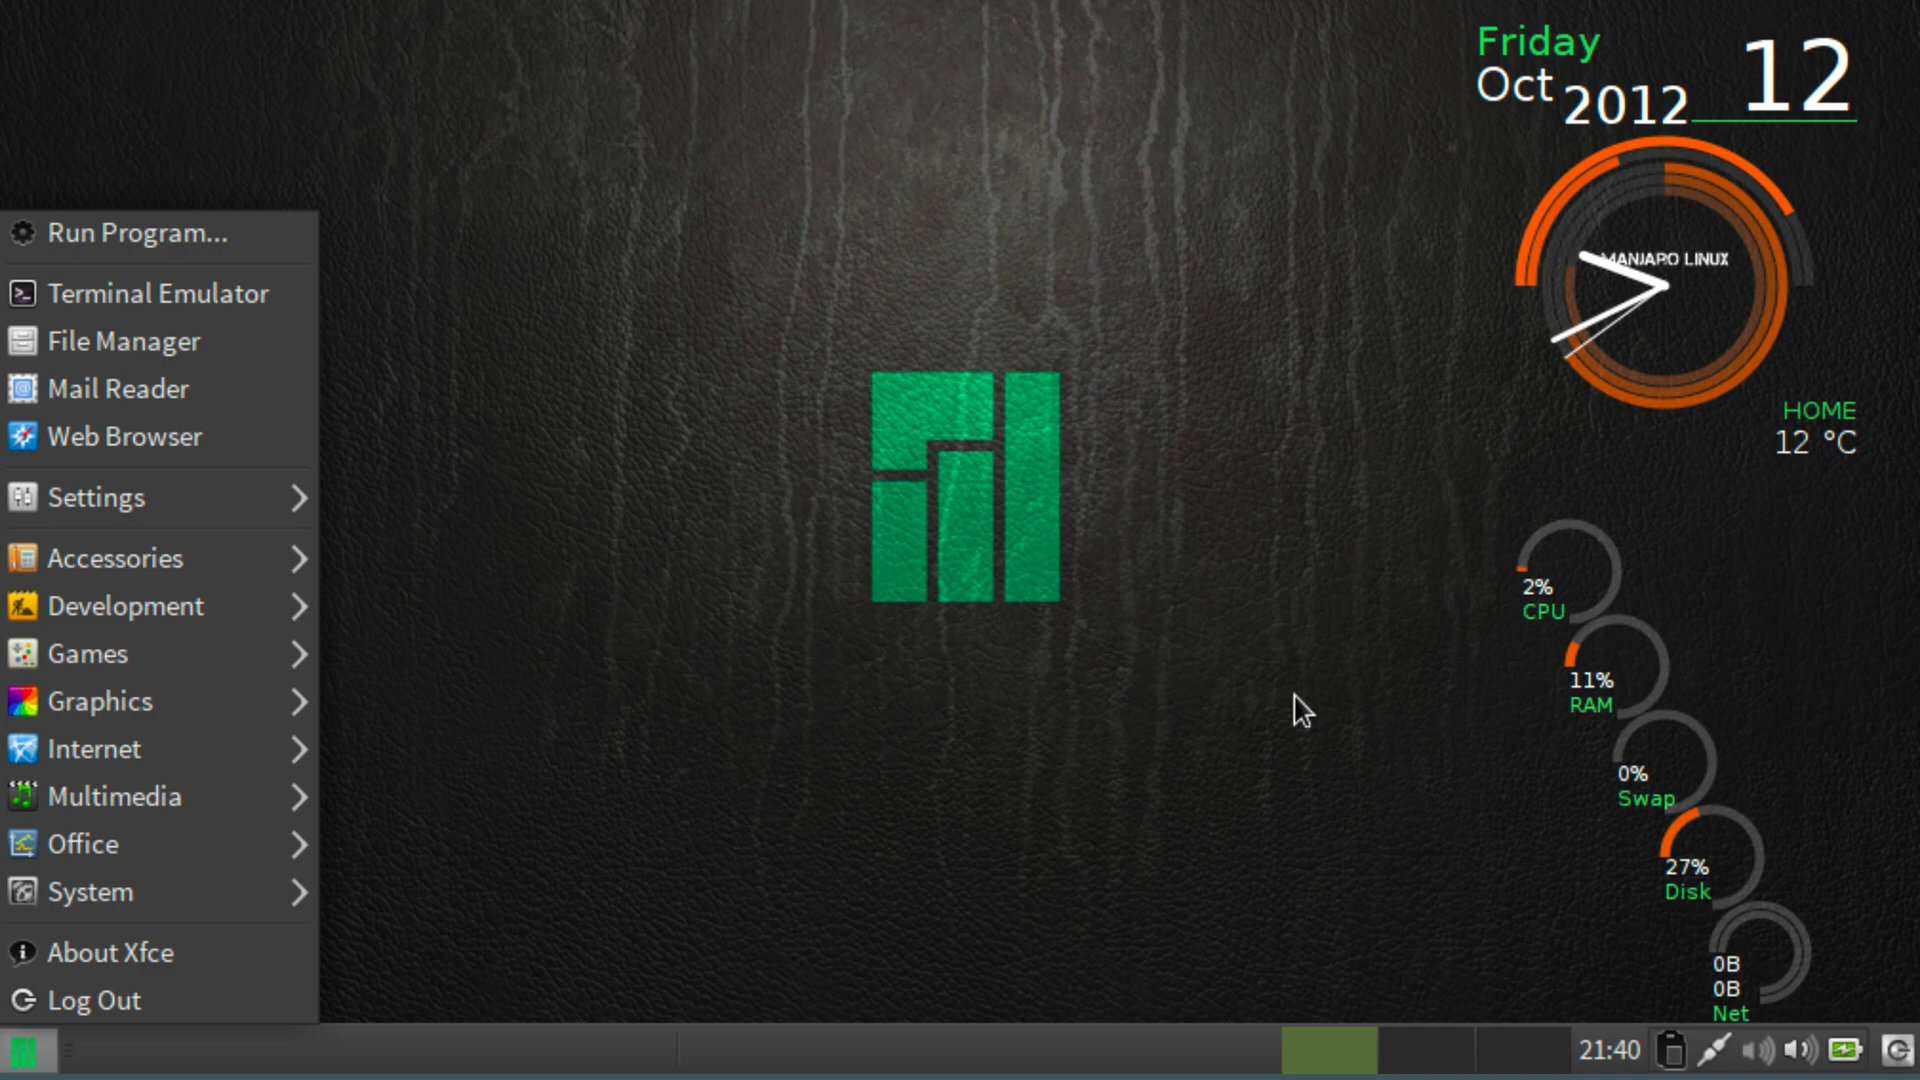 Friday
Oct 2012 12
MANJARO LINUX
HOME
12 °C
2%
CPU
11%
RAM
0%
Swap
27%
Disk
0B
0B
Net
Run Program...
Terminal Emulator
File Manager
Mail Reader
Web Browser
Settings
Accessories
Development
Games
Graphics
Internet
Multimedia
Office
System
About Xfce
Log Out
21:40